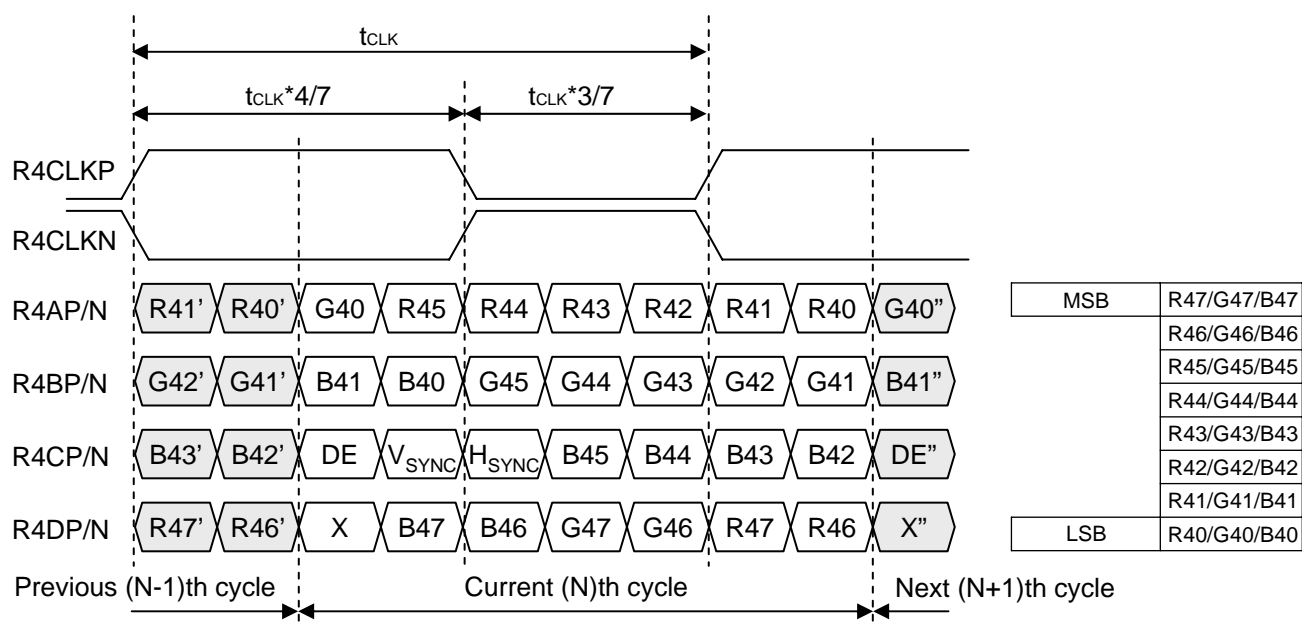 tCLK
tCLK*4/7 tCLK*3/7
R4CLKP
R4CLKN
R4AP/N R41’ R40’ G40 R45 R44 R43 R42 R41 R40 G40”
R4BP/N G42’ G41’ B41 B40 G45 G44 G43 G42 G41 B41”
R4CP/N B43’ B42’ DE VSYNC HSYNC B45 B44 B43 B42 DE”
R4DP/N R47’ R46’ X B47 B46 G47 G46 R47 R46 X”
Previous (N-1)th cycle Current (N)th cycle Next (N+1)th cycle
MSB R47/G47/B47
R46/G46/B46
R45/G45/B45
R44/G44/B44
R43/G43/B43
R42/G42/B42
R41/G41/B41
LSB R40/G40/B40